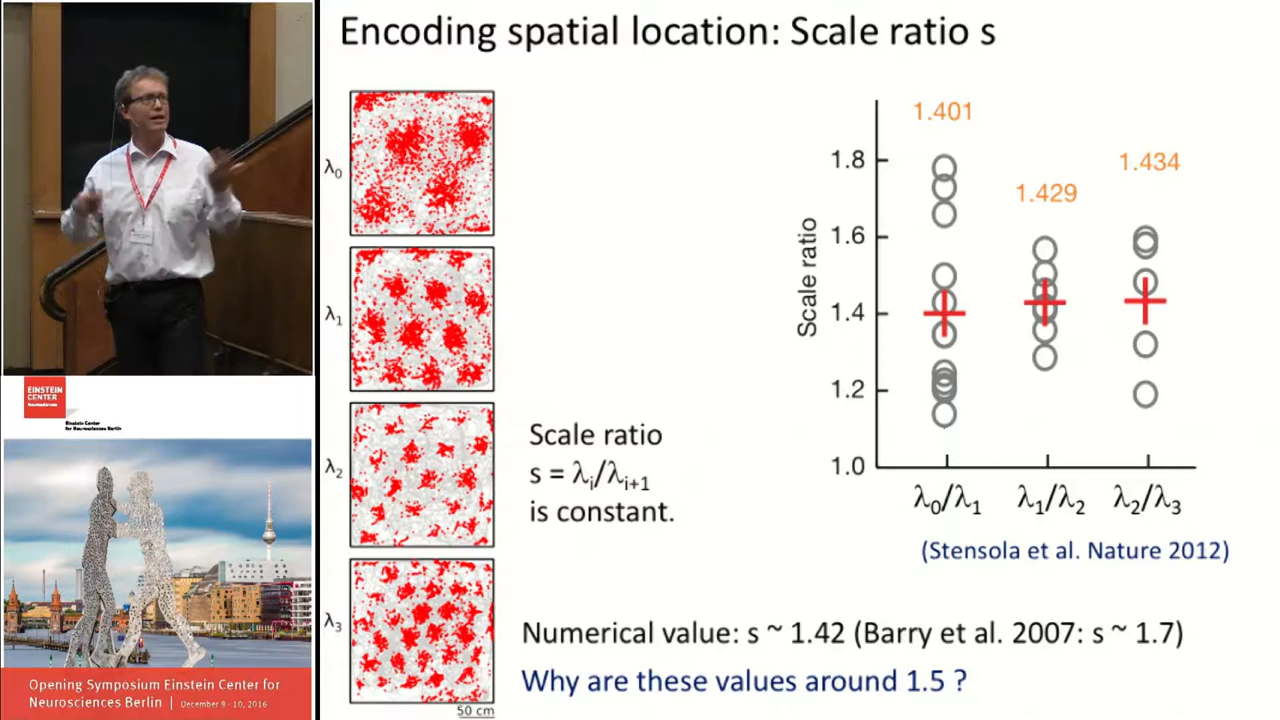 Encoding spatial location: Scale ratio s
λ0
λ1
λ2
λ3
50 cm
Scale ratio
s = λi/λi+1
is constant.
1.401
1.429
1.434
Scale ratio
1.8
1.6
1.4
1.2
1.0
λ0/λ1
λ1/λ2
λ2/λ3
(Stensola et al. Nature 2012)
Numerical value: s ~ 1.42 (Barry et al. 2007: s ~ 1.7)
Why are these values around 1.5 ?
EINSTEIN
CENTER
Neurosciences
Einstein Center
for Neurosciences Berlin
Opening Symposium Einstein Center for
Neurosciences Berlin | December 8 - 10, 2016